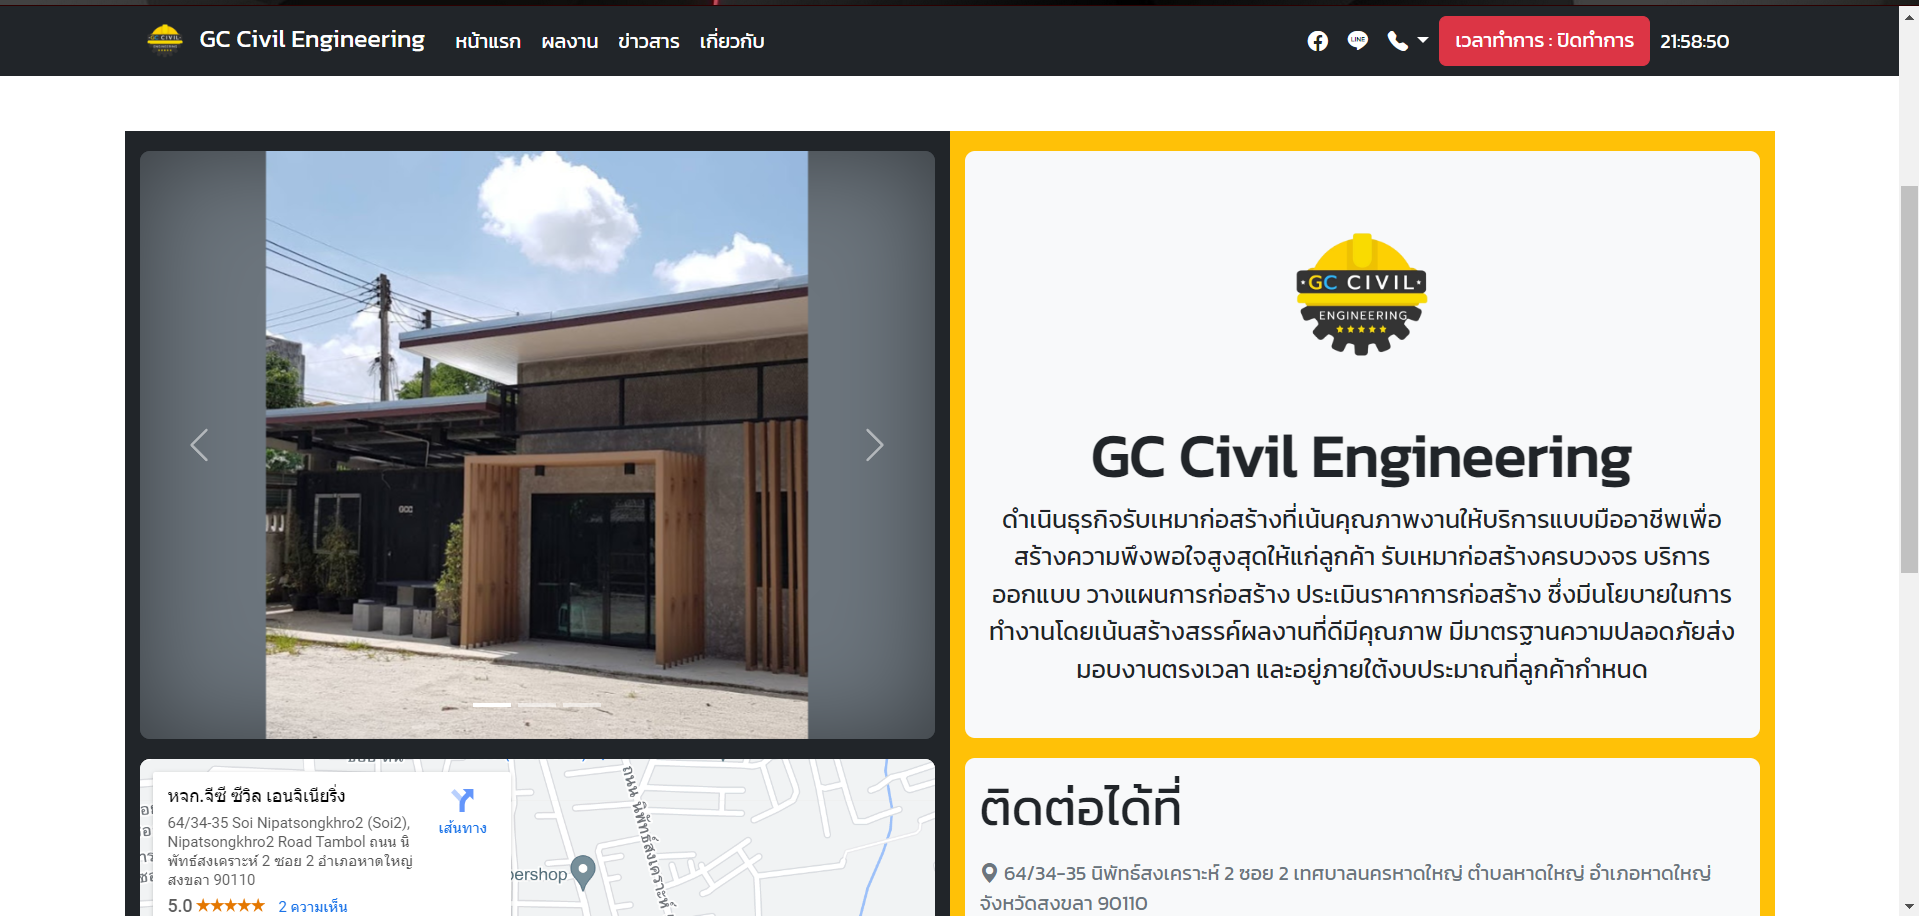 GC Civil Engineering
หน้าแรก ผลงาน ข่าวสาร เกี่ยวกับ
LINE
เวลาทำการ : ปิดทำการ
21:58:50
GCC
GC CIVIL
ENGINEERING
GC Civil Engineering
ดำเนินธุรกิจรับเหมาก่อสร้างที่เน้นคุณภาพงานให้บริการแบบมืออาชีพเพื่อ
สร้างความพึงพอใจสูงสุดให้แก่ลูกค้า รับเหมาก่อสร้างครบวงจร บริการ
ออกแบบ วางแผนการก่อสร้าง ประเมินราคาการก่อสร้าง ซึ่งมีนโยบายในการ
ทำงานโดยเน้นสร้างสรรค์ผลงานที่ดีมีคุณภาพ มีมาตรฐานความปลอดภัยส่ง
มอบงานตรงเวลา และอยู่ภายใต้งบประมาณที่ลูกค้ากำหนด
หจก.จีซี ซีวิล เอนจิเนียริ่ง
64/34-35 Soi Nipatsongkhro2 (Soi2),
Nipatsongkhro2 Road Tambol ถนน นิ
พัทธ์สงเคราะห์ 2 ซอย 2 อำเภอหาดใหญ่
สงขลา 90110
5.0 ★★★★★ 2 ความเห็น
เส้นทาง
ถนน นิพัทธ์สงเคราะห์
bershop
ติดต่อได้ที่
64/34-35 นิพัทธ์สงเคราะห์ 2 ซอย 2 เทศบาลนครหาดใหญ่ ตำบลหาดใหญ่ อำเภอหาดใหญ่
จังหวัดสงขลา 90110